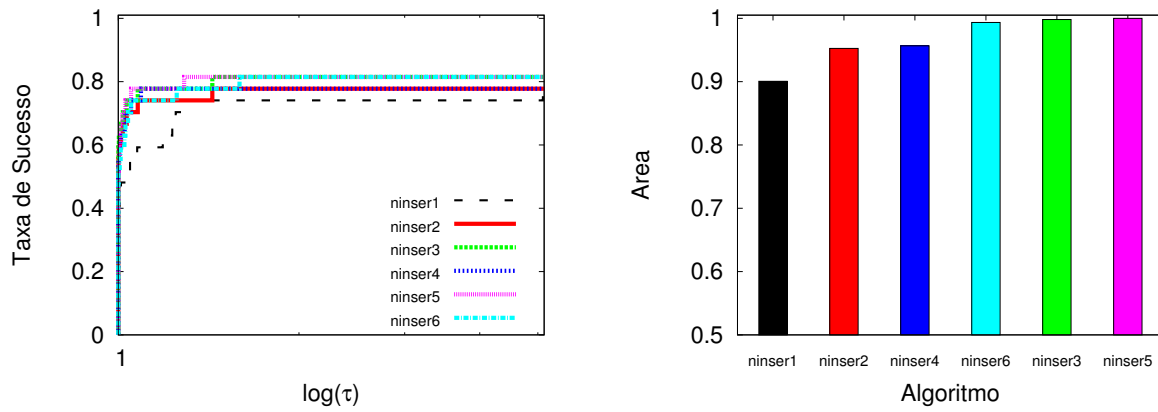 1
0.8
0.6
0.4
0.2
0
Taxa de Sucesso
ninser1
ninser2
ninser3
ninser4
ninser5
ninser6
1
log(τ)
1
0.9
0.8
0.7
0.6
0.5
Area
ninser1 ninser2 ninser4 ninser6 ninser3 ninser5
Algoritmo